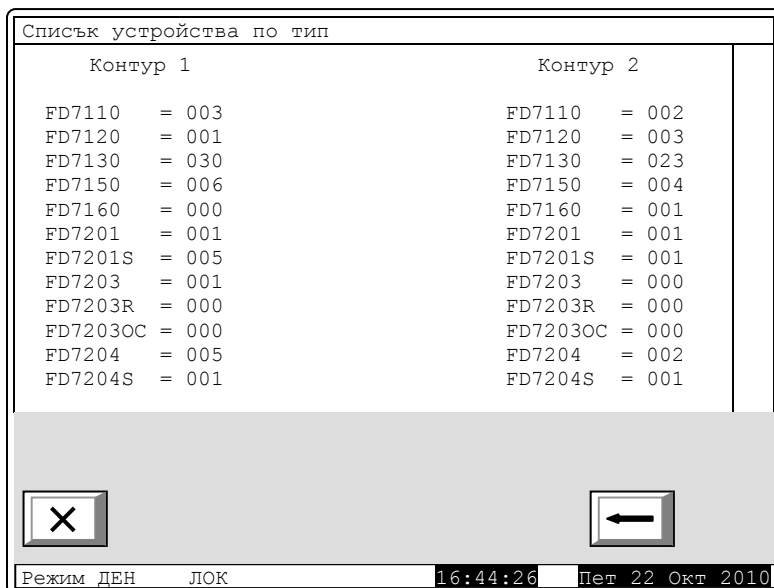 Списък устройства по тип
Контур 1 Контур 2
FD7110 = 003 FD7110 = 002
FD7120 = 001 FD7120 = 003
FD7130 = 030 FD7130 = 023
FD7150 = 006 FD7150 = 004
FD7160 = 000 FD7160 = 001
FD7201 = 001 FD7201 = 001
FD7201S = 005 FD7201S = 001
FD7203 = 001 FD7203 = 000
FD7203R = 000 FD7203R = 000
FD7203OC = 000 FD7203OC = 000
FD7204 = 005 FD7204 = 002
FD7204S = 001 FD7204S = 001
Режим ДЕН ЛОК 16:44:26 Пет 22 Окт 2010